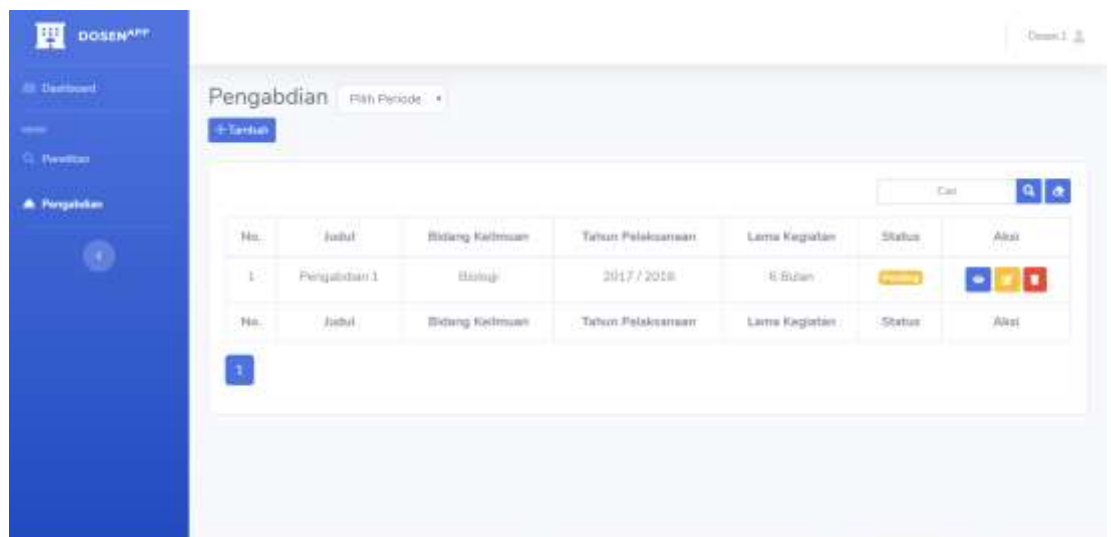 DOSENAPP
Dosen 1
Dashboard
MENU
Penelitian
Pengabdian
Pengabdian Pilih Periode
+ Tambah
Cari
No. Judul Bidang Keilmuan Tahun Pelaksanaan Lama Kegiatan Status Aksi
1 Pengabdian 1 Biologi 2017 / 2018 6 Bulan Pending
No. Judul Bidang Keilmuan Tahun Pelaksanaan Lama Kegiatan Status Aksi
1